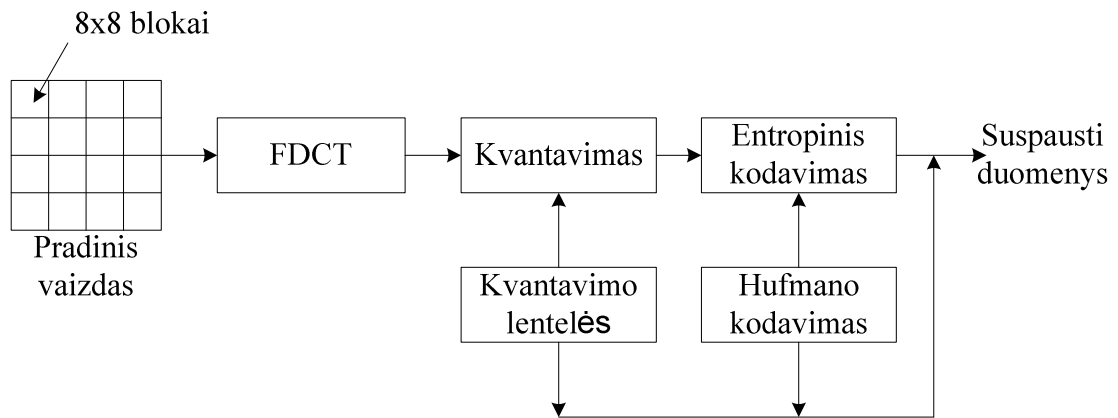 8x8 blokai
FDCT
Kvantavimas
Entropinis
kodavimas
Suspausti
duomenys
Pradinis
vaizdas
Kvantavimo
lentelės
Hufmano
kodavimas